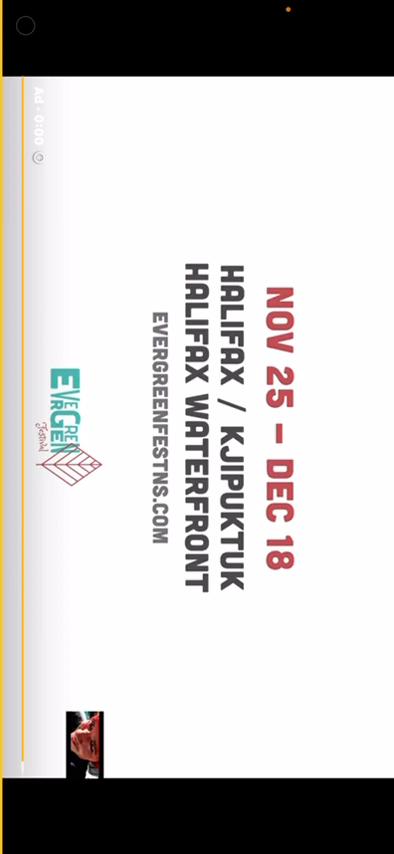 NOV 25 – DEC 18
HALIFAX / KJIPUKTUK
HALIFAX WATERFRONT
EVERGREENFESTNS.COM
EVERGREEN
Festival
Ad · 0:00